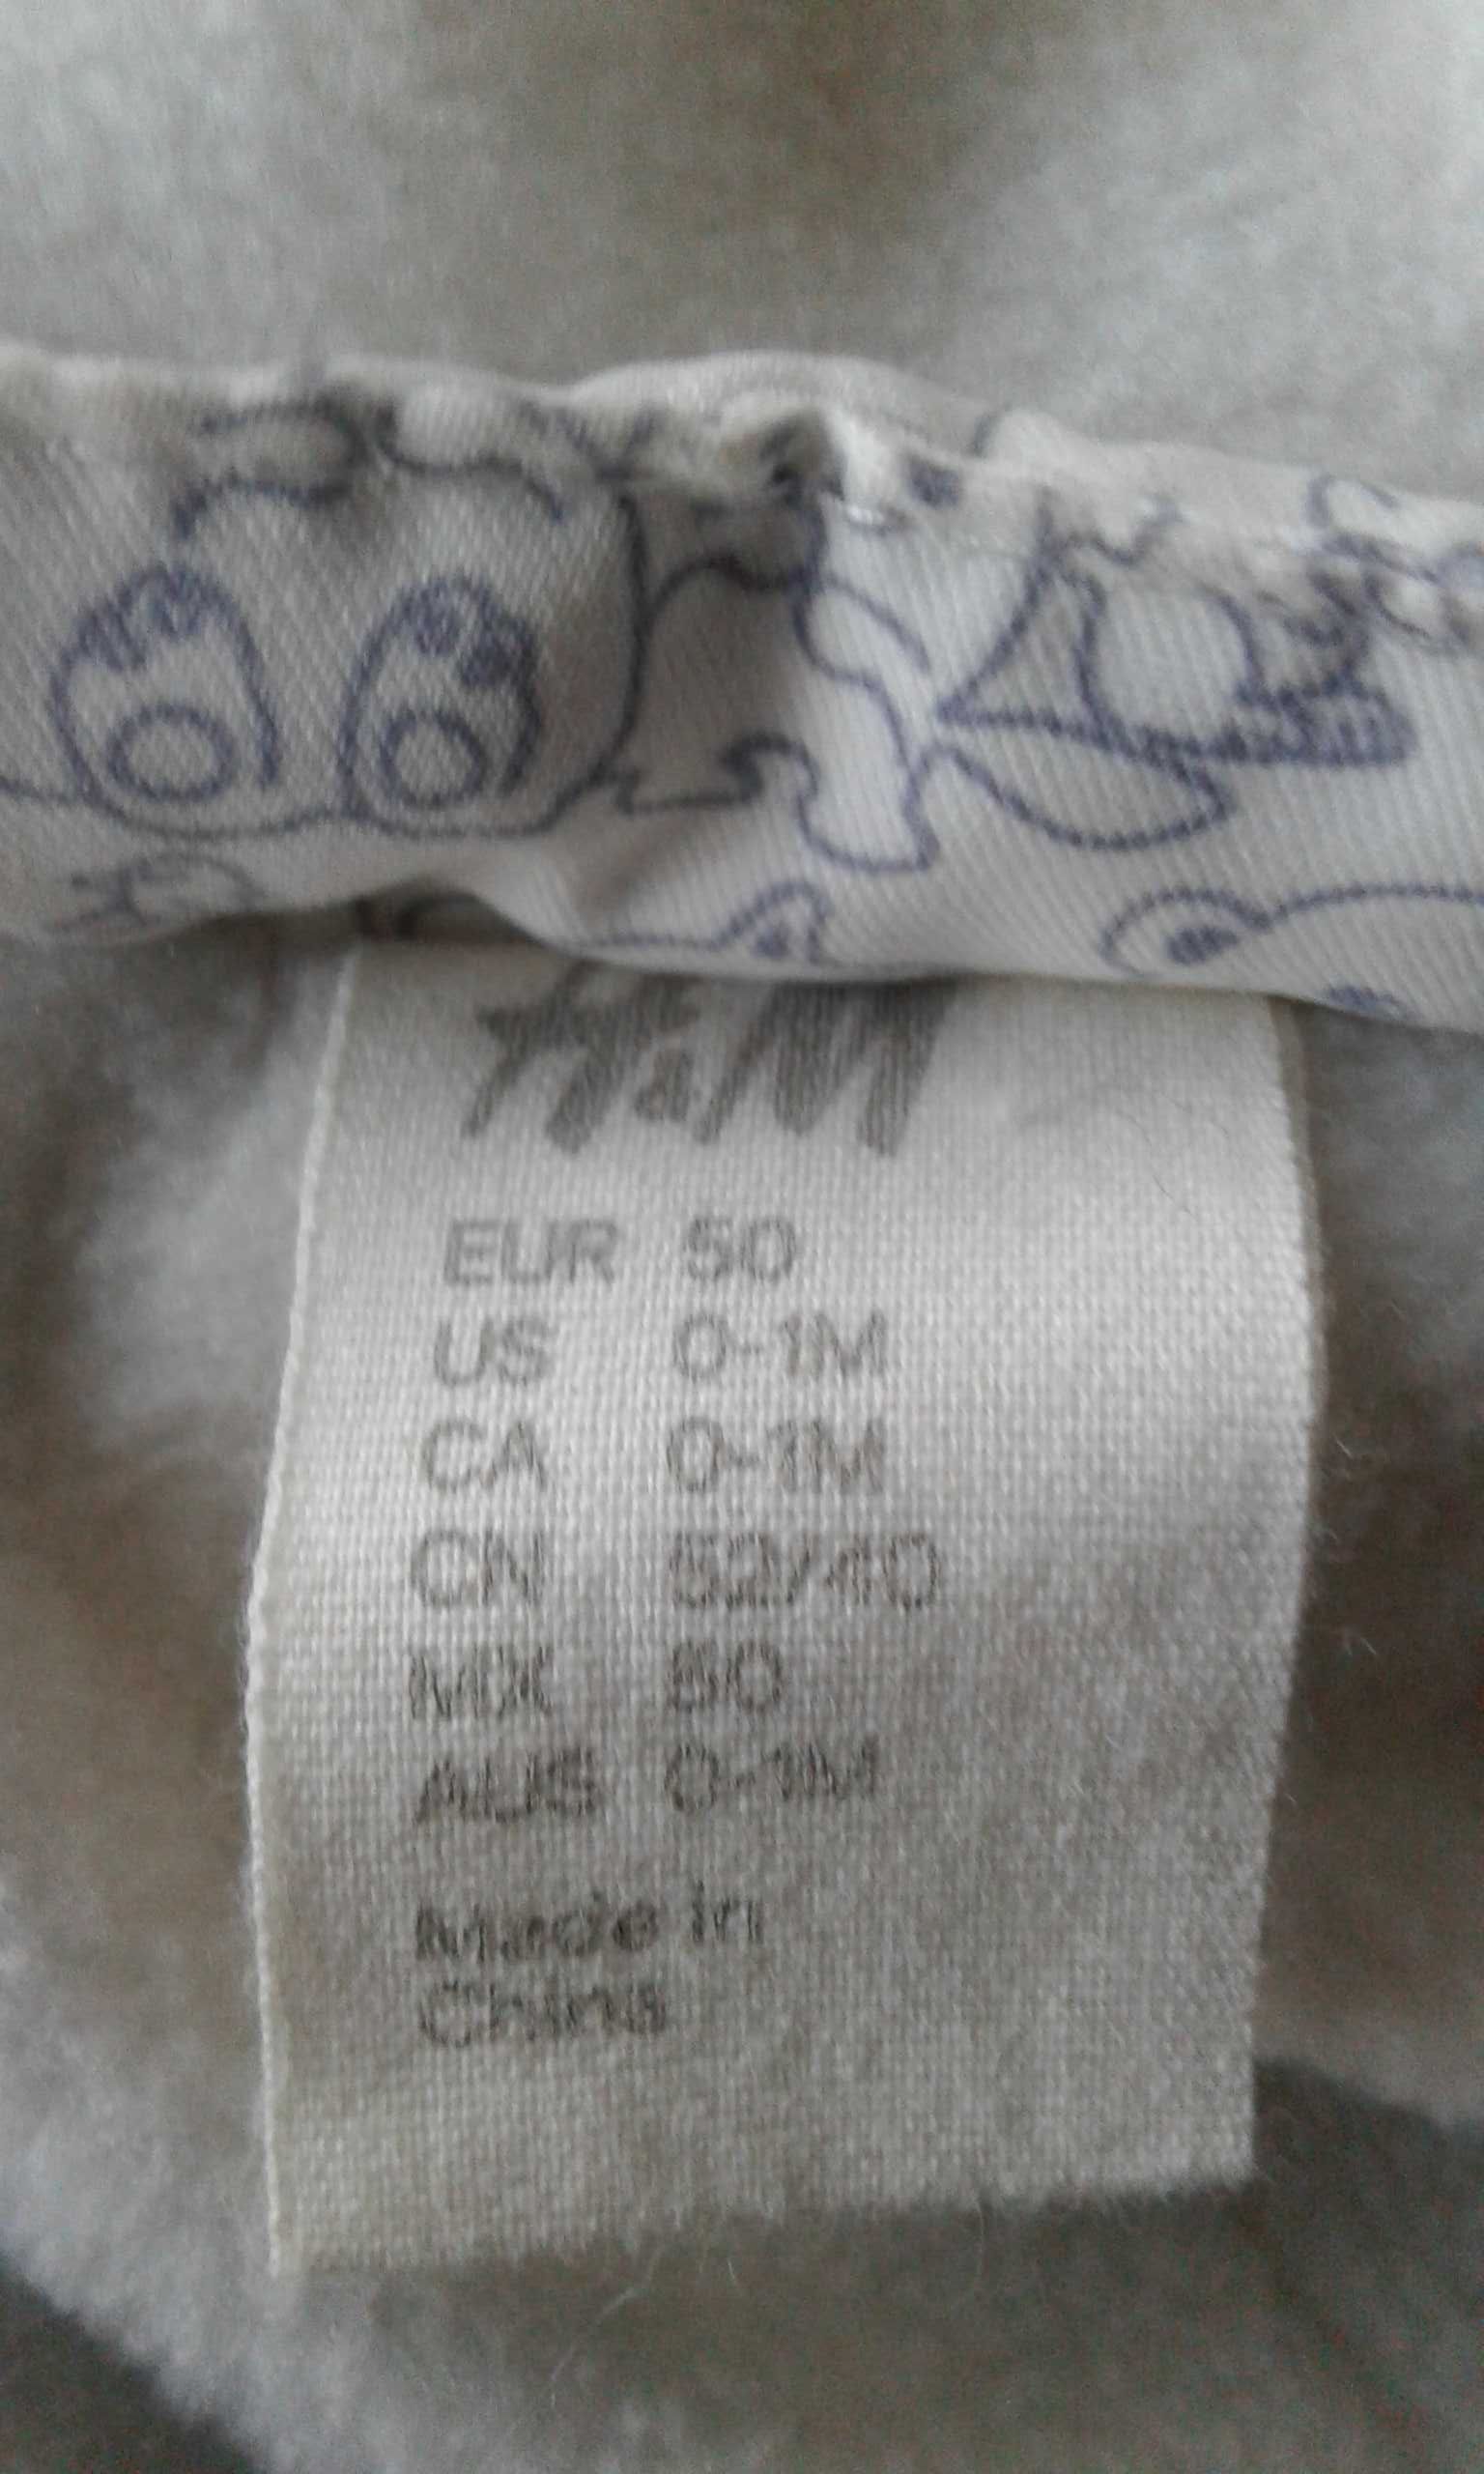 H&M
EUR 50
US 0-1M
CA 0-1M
CN 52/40
MX 50
AUS 0-1M
Made in
China